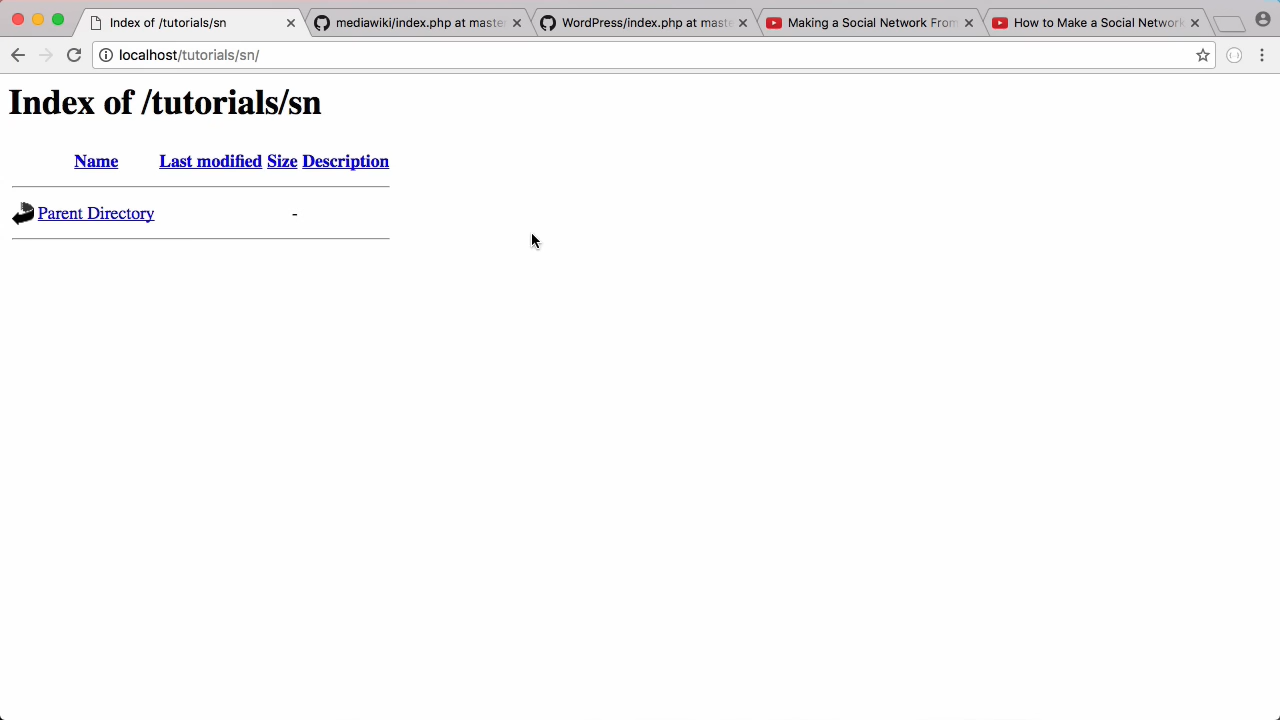 Index of /tutorials/sn
mediawiki/index.php at maste
WordPress/index.php at mast
Making a Social Network From
How to Make a Social Network
localhost/tutorials/sn/
Index of /tutorials/sn
Name Last modified Size Description
Parent Directory -